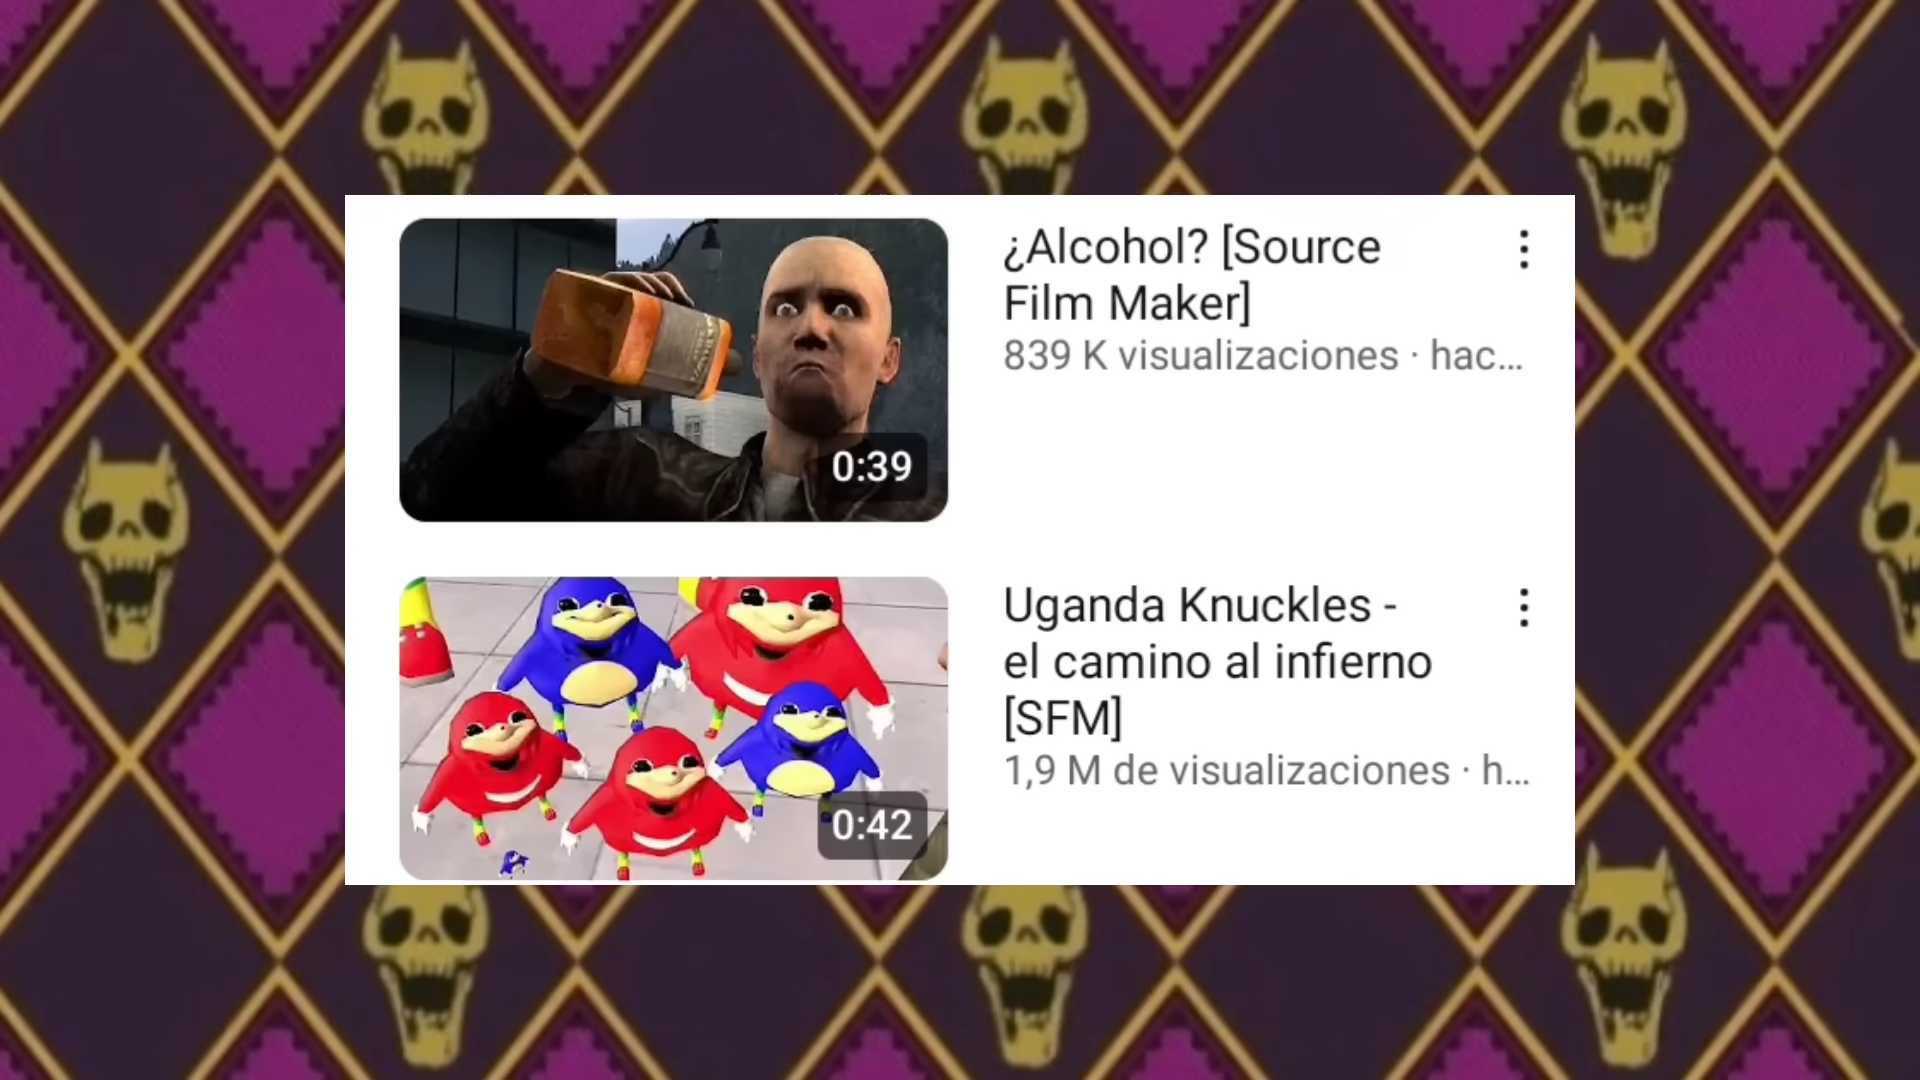 ¿Alcohol? [Source
Film Maker]
839 K visualizaciones · hac...
0:39
Uganda Knuckles -
el camino al infierno
[SFM]
1,9 M de visualizaciones · h...
0:42